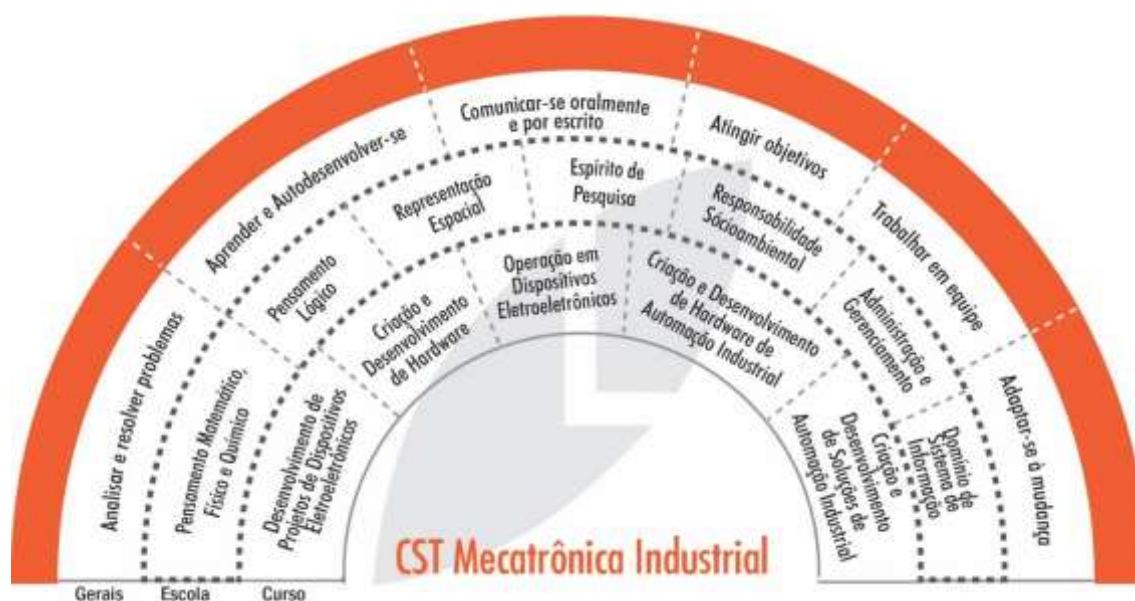 Analisar e resolver problemas
Aprender e Autodesenvolver-se
Comunicar-se oralmente
e por escrito
Atingir objetivos
Trabalhar em equipe
Adaptar-se à mudança
Pensamento Matemático,
Físico e Químico
Pensamento
Lógico
Representação
Espacial
Espírito de
Pesquisa
Responsabilidade
Sócioambiental
Administração e
Gerenciamento
Domínio de
Sistema de
Informação
Desenvolvimento de
Projetos de Dispositivos
Eletroeletrônicos
Criação e
Desenvolvimento
de Hardware
Operação em
Dispositivos
Eletroeletrônicos
Criação e Desenvolvimento
de Hardware de
Automação Industrial
Criação e
Desenvolvimento
de Soluções de
Automação Industrial
CST Mecatrônica Industrial
Gerais Escola Curso